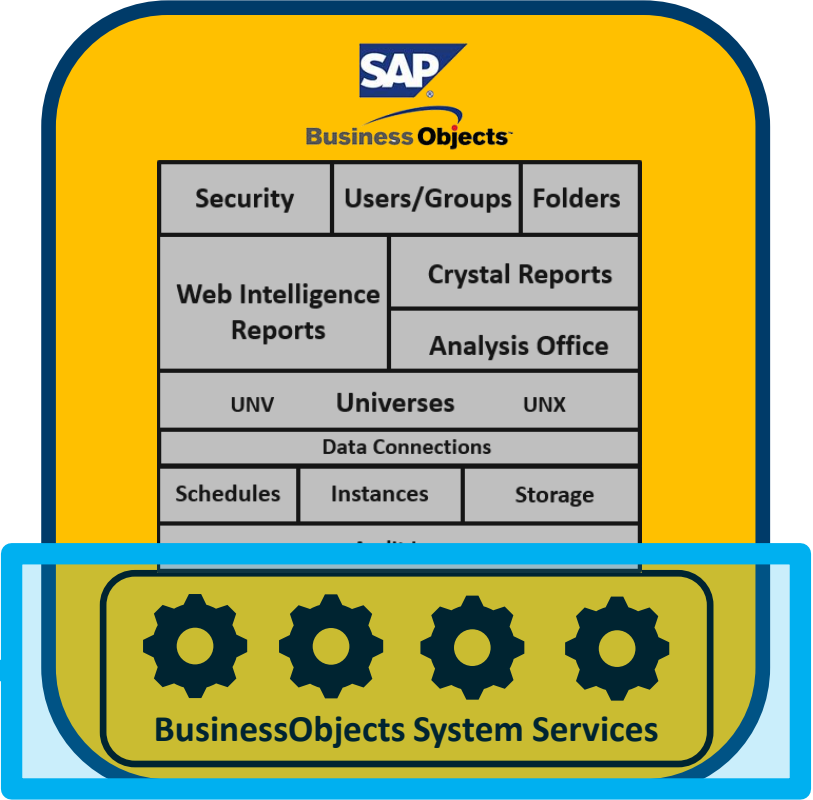 SAP
®
Business Objects™
Security
Users/Groups
Folders
Web Intelligence
Reports
Crystal Reports
Analysis Office
UNV
Universes
UNX
Data Connections
Schedules
Instances
Storage
BusinessObjects System Services